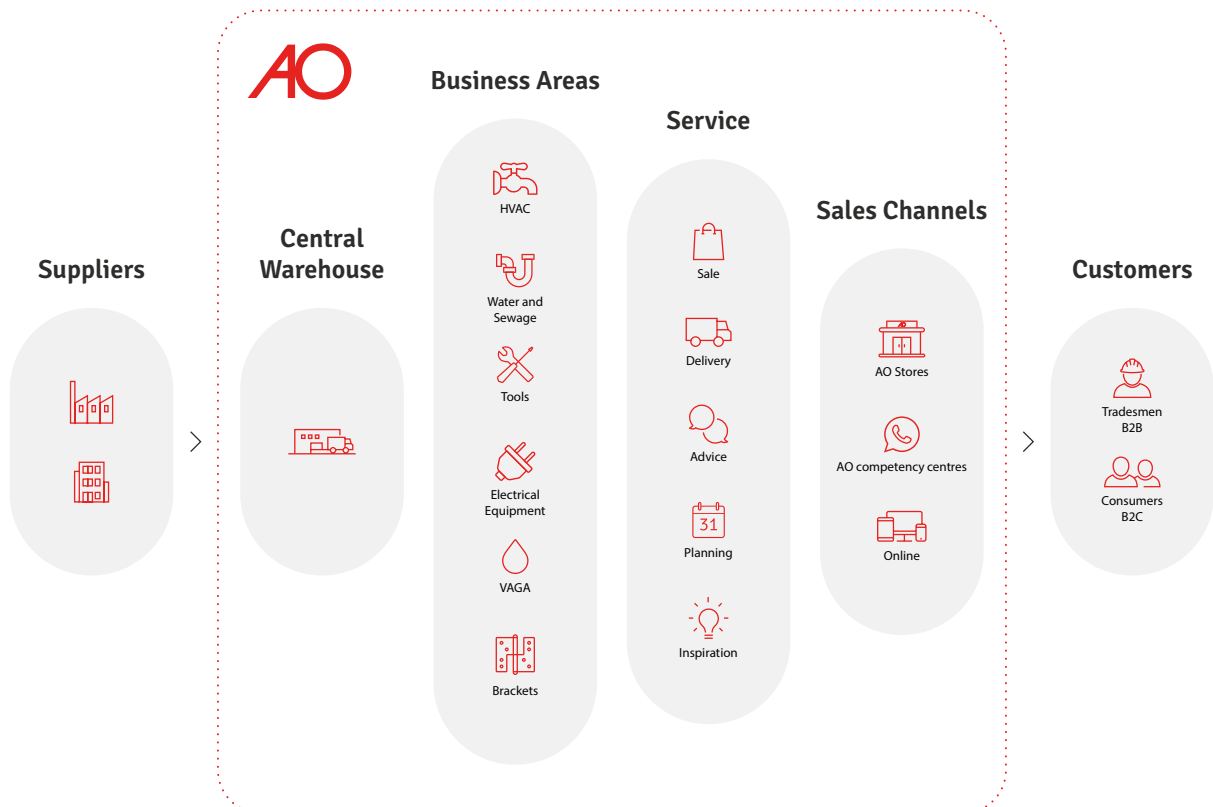 AO
Suppliers
Central
Warehouse
Business Areas
HVAC
Water and
Sewage
Tools
Electrical
Equipment
VAGA
Brackets
Service
Sale
Delivery
Advice
31
Planning
Inspiration
Sales Channels
AO
AO Stores
AO competency centres
Online
Customers
Tradesmen
B2B
Consumers
B2C